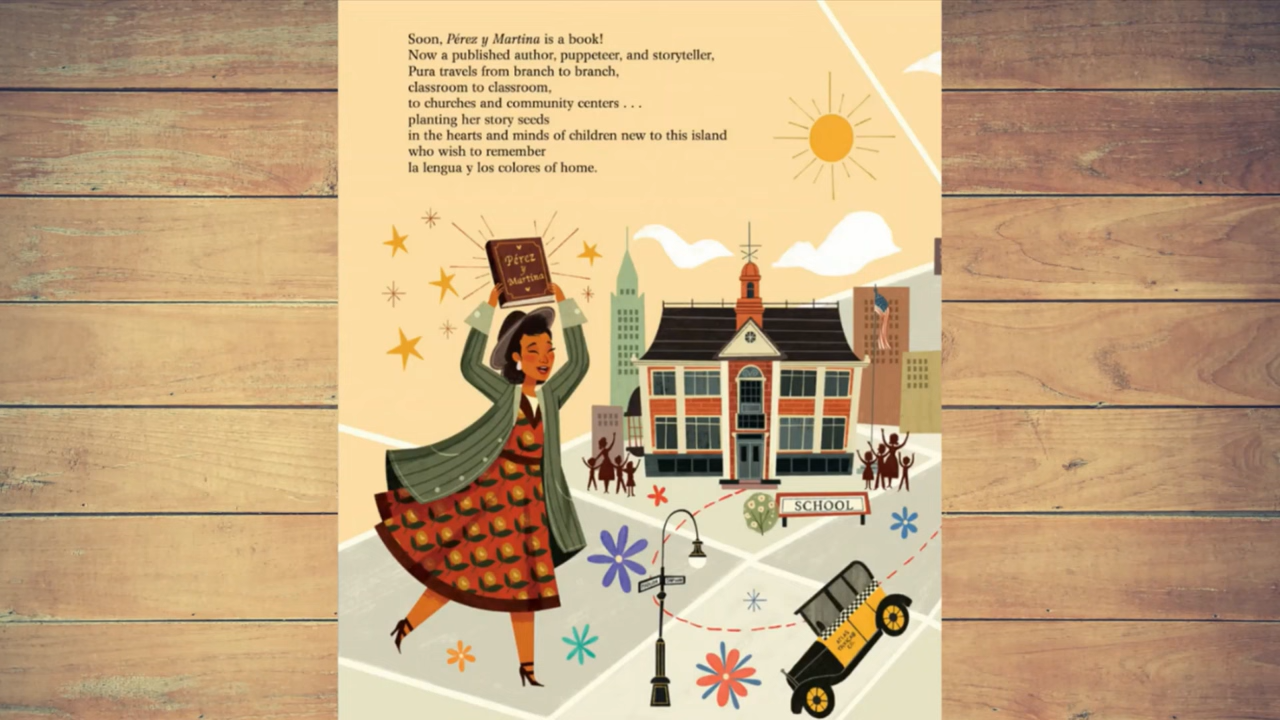 Soon, Pérez y Martina is a book!
Now a published author, puppeteer, and storyteller,
Pura travels from branch to branch,
classroom to classroom,
to churches and community centers . . .
planting her story seeds
in the hearts and minds of children new to this island
who wish to remember
la lengua y los colores of home.
Pérez
y
Martina
SCHOOL